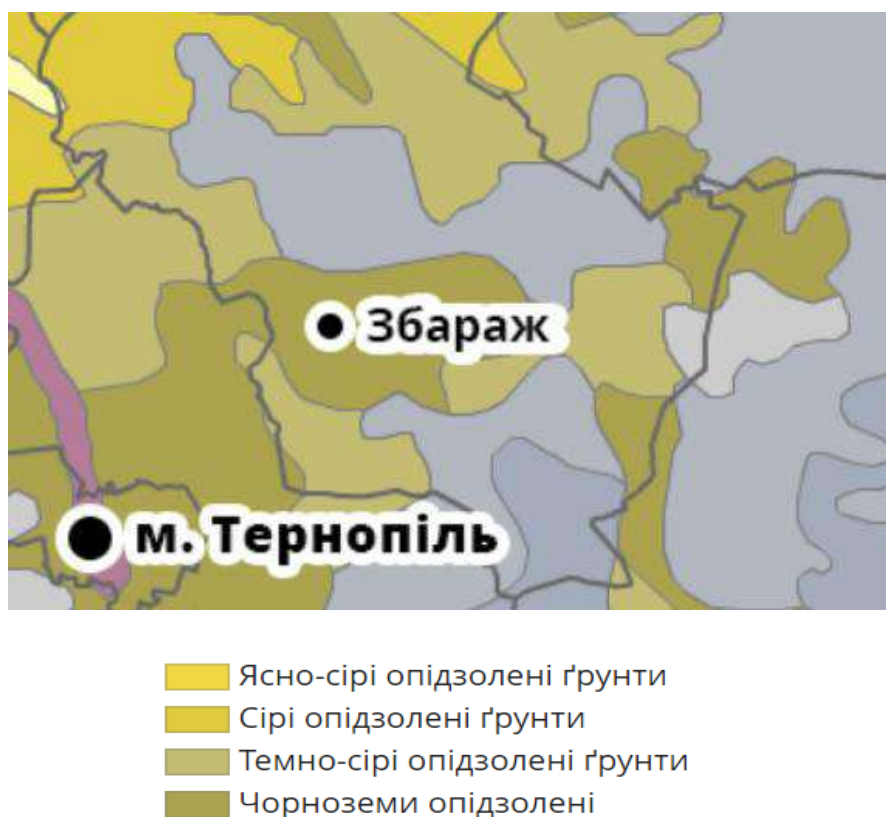 Збараж
м. Тернопіль
Ясно-сірі опідзолені ґрунти
Сірі опідзолені ґрунти
Темно-сірі опідзолені ґрунти
Чорноземи опідзолені